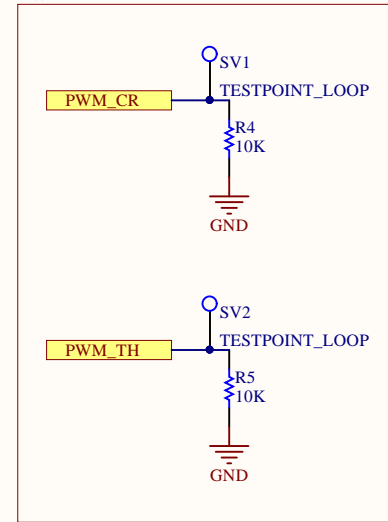 SV1
TESTPOINT_LOOP
PWM_CR
R4
10K
GND
SV2
TESTPOINT_LOOP
PWM_TH
R5
10K
GND